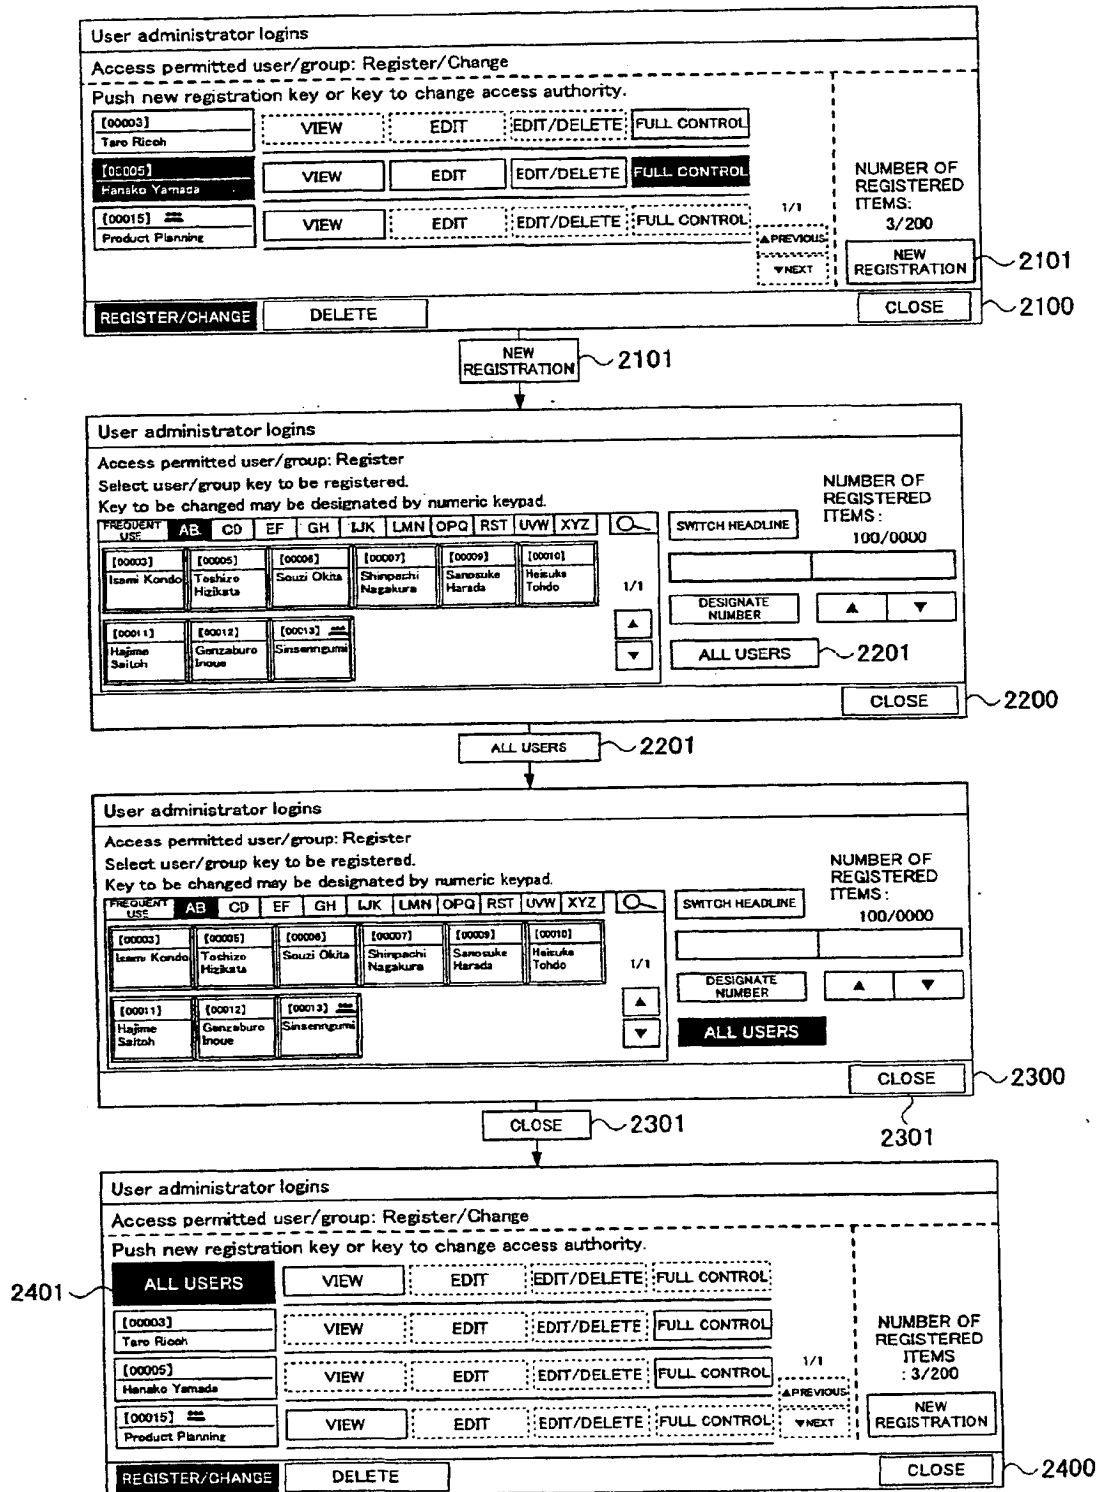 User administrator logins
Access permitted user/group: Register/Change
Push new registration key or key to change access authority.
[00003]
Taro Ricoh
VIEW
EDIT
EDIT/DELETE
FULL CONTROL
[00005]
Hanako Yamada
VIEW
EDIT
EDIT/DELETE
FULL CONTROL
[00015]
Product Planning
VIEW
EDIT
EDIT/DELETE
FULL CONTROL
1/1
▲PREVIOUS
▼NEXT
NUMBER OF
REGISTERED
ITEMS:
3/200
NEW
REGISTRATION
2101
REGISTER/CHANGE
DELETE
CLOSE
2100
NEW
REGISTRATION
2101
User administrator logins
Access permitted user/group: Register
Select user/group key to be registered.
Key to be changed may be designated by numeric keypad.
FREQUENT
USE
AB
CD
EF
GH
IJK
LMN
OPQ
RST
UVW
XYZ
SWITCH HEADLINE
NUMBER OF
REGISTERED
ITEMS:
100/0000
[00003]
Isami Kondo
[00005]
Toshizo
Hizikata
[00006]
Souzi Okita
[00007]
Shinpachi
Nagakura
[00009]
Sanosuke
Harada
[00010]
Heisuke
Tohdo
1/1
▲
▼
DESIGNATE
NUMBER
▲
▼
[00011]
Hajime
Saitoh
[00012]
Genzaburo
Inoue
[00013]
Sinsenngumi
ALL USERS
2201
CLOSE
2200
ALL USERS
2201
User administrator logins
Access permitted user/group: Register
Select user/group key to be registered.
Key to be changed may be designated by numeric keypad.
FREQUENT
USE
AB
CD
EF
GH
IJK
LMN
OPQ
RST
UVW
XYZ
SWITCH HEADLINE
NUMBER OF
REGISTERED
ITEMS:
100/0000
[00003]
Isami Kondo
[00005]
Toshizo
Hizikata
[00006]
Souzi Okita
[00007]
Shinpachi
Nagakura
[00009]
Sanosuke
Harada
[00010]
Heisuke
Tohdo
1/1
▲
▼
DESIGNATE
NUMBER
▲
▼
[00011]
Hajime
Saitoh
[00012]
Genzaburo
Inoue
[00013]
Sinsenngumi
ALL USERS
CLOSE
2300
2301
CLOSE
2301
User administrator logins
Access permitted user/group: Register/Change
Push new registration key or key to change access authority.
2401
ALL USERS
VIEW
EDIT
EDIT/DELETE
FULL CONTROL
[00003]
Taro Ricoh
VIEW
EDIT
EDIT/DELETE
FULL CONTROL
[00005]
Hanako Yamada
VIEW
EDIT
EDIT/DELETE
FULL CONTROL
[00015]
Product Planning
VIEW
EDIT
EDIT/DELETE
FULL CONTROL
1/1
▲PREVIOUS
▼NEXT
NUMBER OF
REGISTERED
ITEMS
: 3/200
NEW
REGISTRATION
REGISTER/CHANGE
DELETE
CLOSE
2400